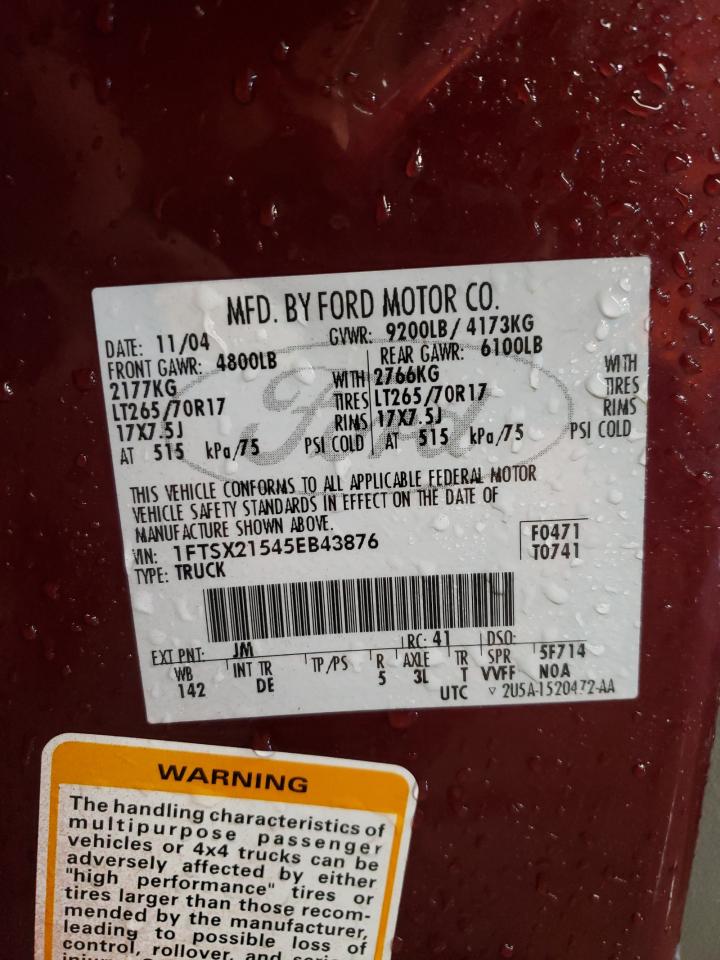 MFD. BY FORD MOTOR CO.
DATE: 11/04 GVWR: 9200LB / 4173KG
FRONT GAWR: 4800LB REAR GAWR: 6100LB
2177KG WITH 2766KG WITH
LT265/70R17 TIRES LT265/70R17 TIRES
17X7.5J RIMS 17X7.5J RIMS
AT 515 kPa/75 PSI COLD AT 515 kPa/75 PSI COLD
Ford
THIS VEHICLE CONFORMS TO ALL APPLICABLE FEDERAL MOTOR
VEHICLE SAFETY STANDARDS IN EFFECT ON THE DATE OF
MANUFACTURE SHOWN ABOVE.
VIN: 1FTSX21545EB43876 F0471
TYPE: TRUCK T0741
EXT PNT: JM RC: 41 DSO:
WB INT TR TP/PS R AXLE TR SPR 5F714
142 DE 5 3L T VVFF N0A
UTC ▽ 2U5A-1520472-AA
WARNING
The handling characteristics of
multipurpose passenger
vehicles or 4x4 trucks can be
adversely affected by either
"high performance" tires or
tires larger than those recom-
mended by the manufacturer,
leading to possible loss of
control, rollover, and